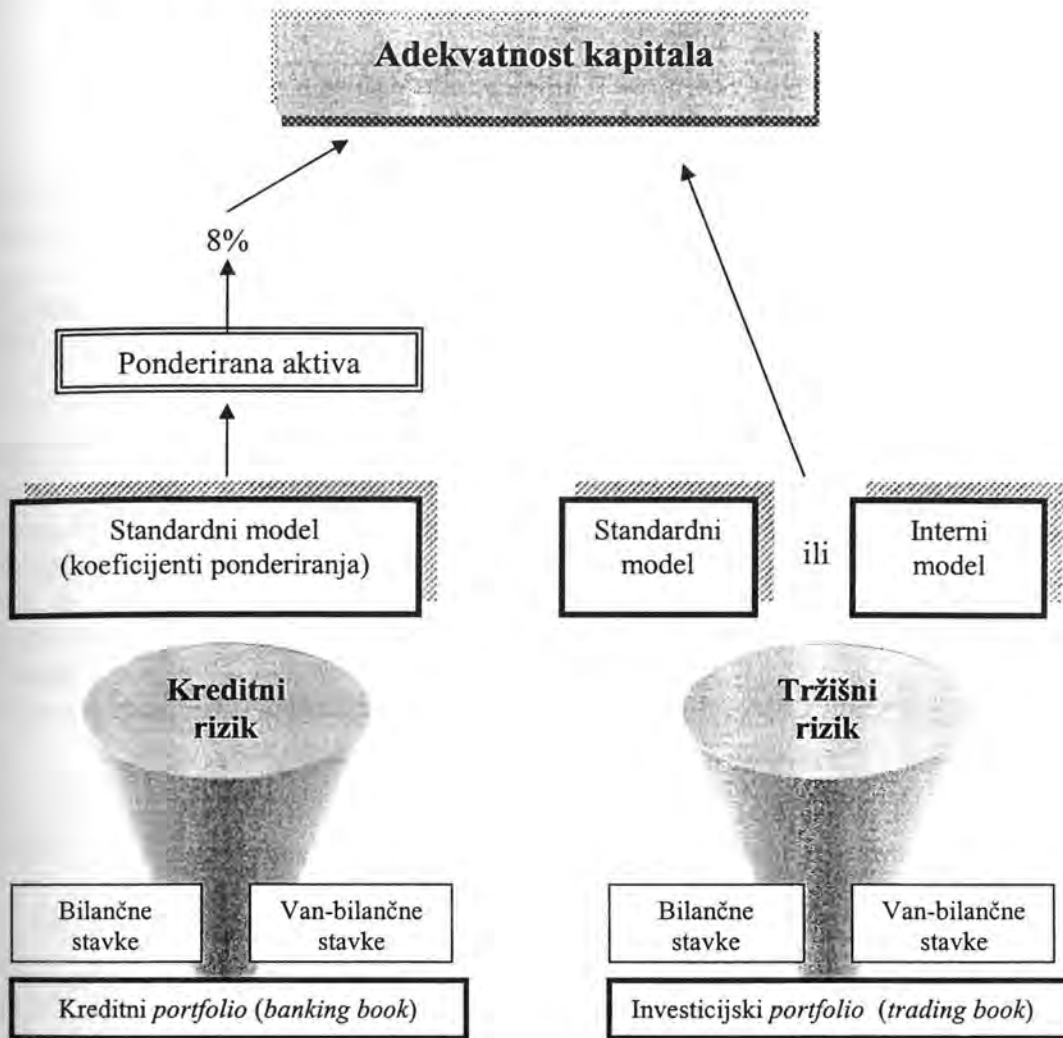 Adekvatnost kapitala
8%
Ponderirana aktiva
Standardni model
(koeficijenti ponderiranja)
Standardni
model
ili
Interni
model
Kreditni
rizik
Tržišni
rizik
Bilančne
stavke
Van-bilančne
stavke
Bilančne
stavke
Van-bilančne
stavke
Kreditni portfolio (banking book)
Investicijski portfolio (trading book)